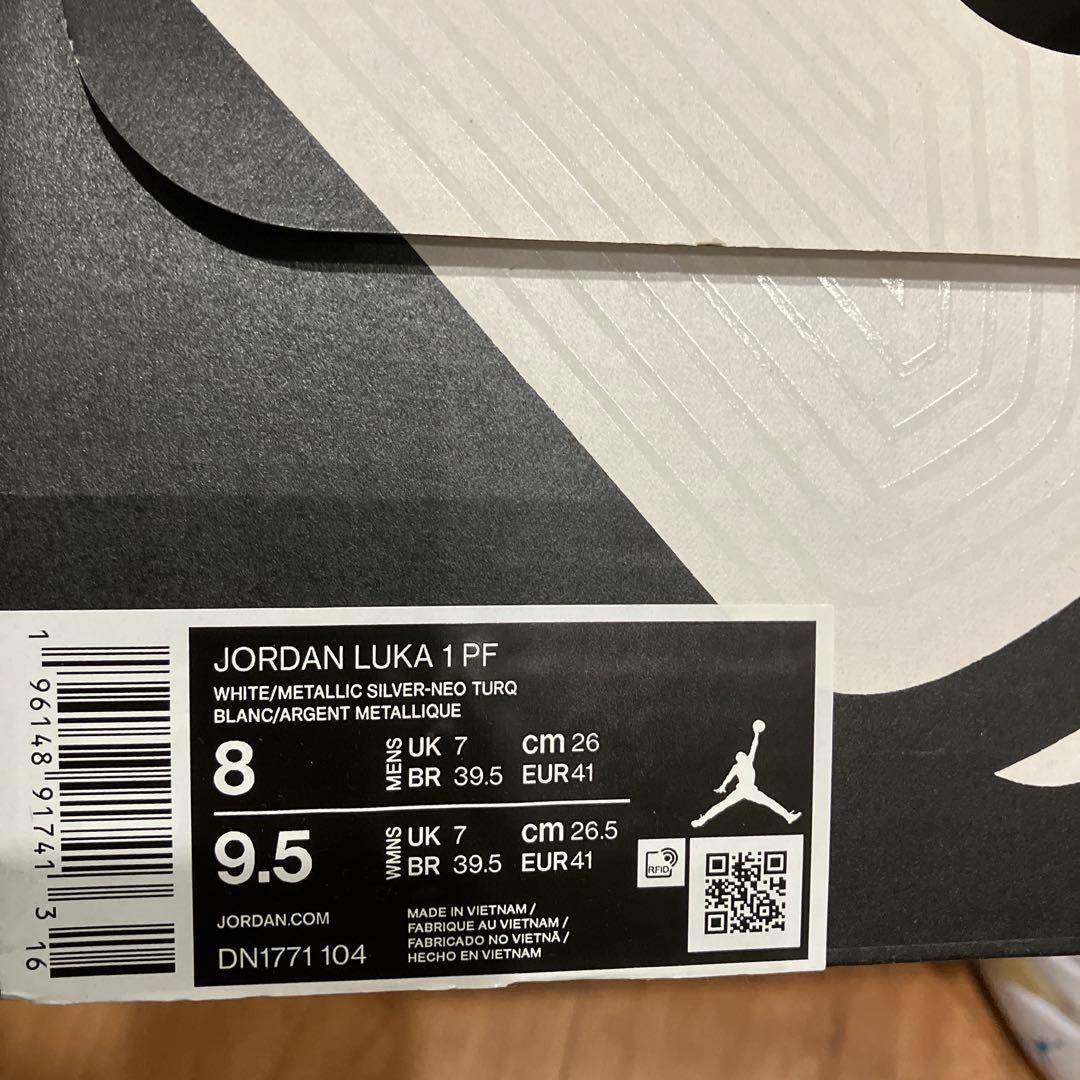 JORDAN LUKA 1 PF
WHITE/METALLIC SILVER-NEO TURQ
BLANC/ARGENT METALLIQUE
8 MENS UK 7 cm 26
BR 39.5 EUR 41
9.5 WMNS UK 7 cm 26.5
BR 39.5 EUR 41
RFID
JORDAN.COM
DN1771 104
MADE IN VIETNAM /
FABRIQUE AU VIETNAM /
FABRICADO NO VIETNÃ /
HECHO EN VIETNAM
1 96148 91741 3 16